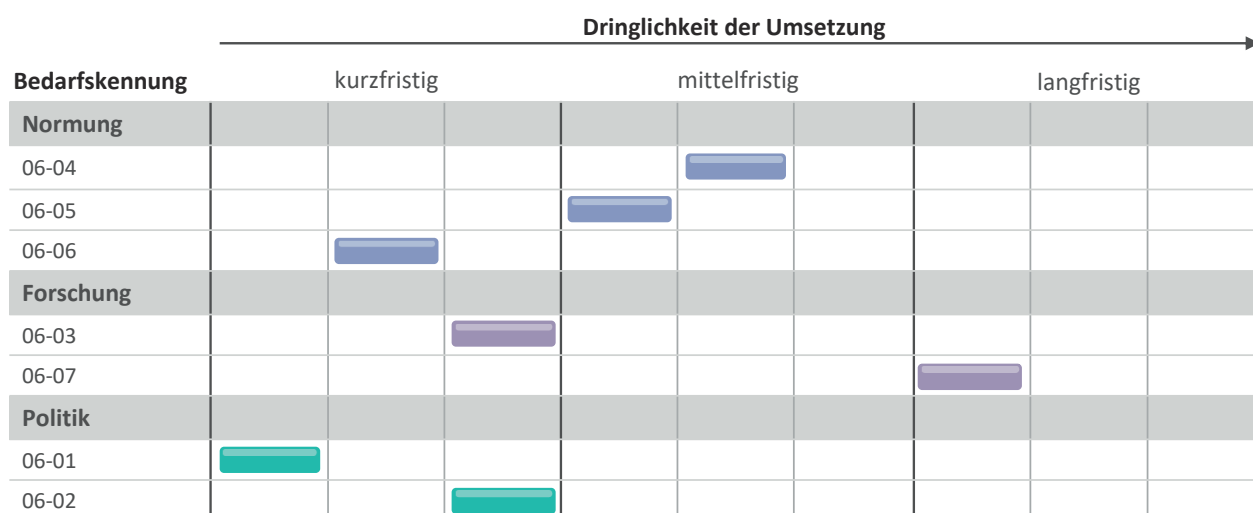 Dringlichkeit der Umsetzung
Bedarfskennung kurzfristig mittelfristig langfristig
Normung
06-04
06-05
06-06
Forschung
06-03
06-07
Politik
06-01
06-02